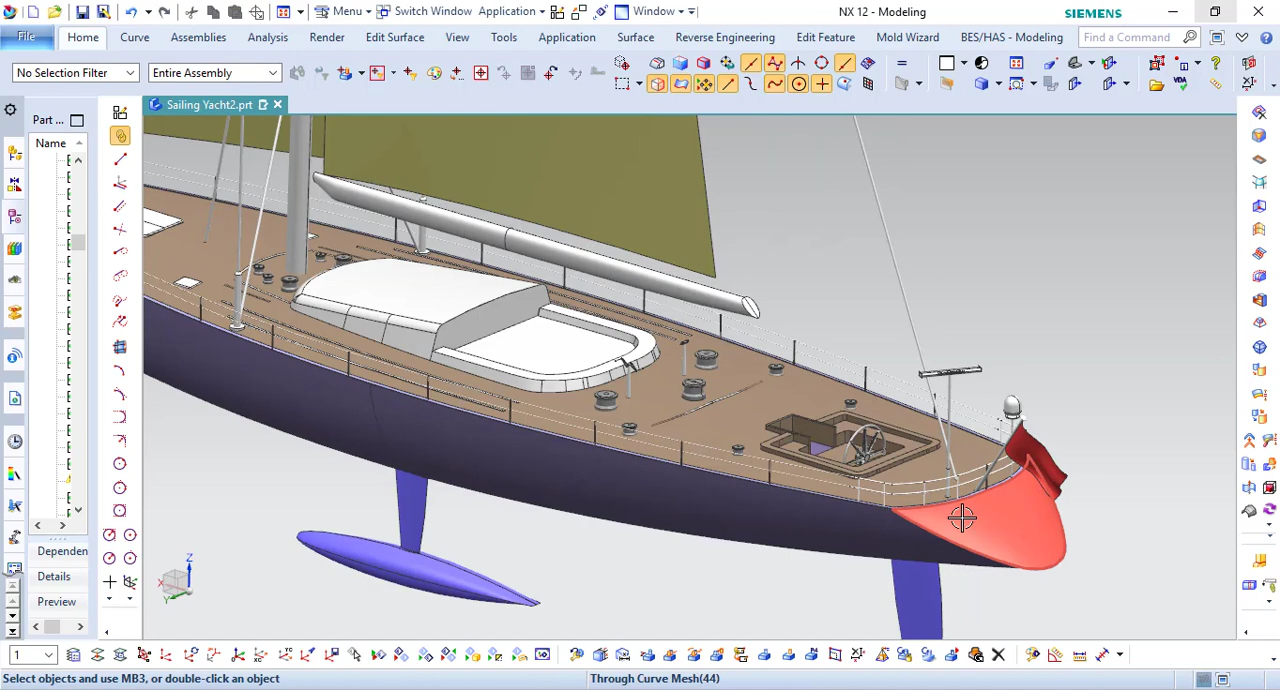 Menu
Switch Window
Application
Window
NX 12 - Modeling
SIEMENS
File
Home
Curve
Assemblies
Analysis
Render
Edit Surface
View
Tools
Application
Surface
Reverse Engineering
Edit Feature
Mold Wizard
BES/HAS - Modeling
Find a Command
No Selection Filter
Entire Assembly
Sailing Yacht2.prt
Part ...
Name
Dependen
Details
Preview
Z
X
Y
1
Select objects and use MB3, or double-click an object
Through Curve Mesh(44)